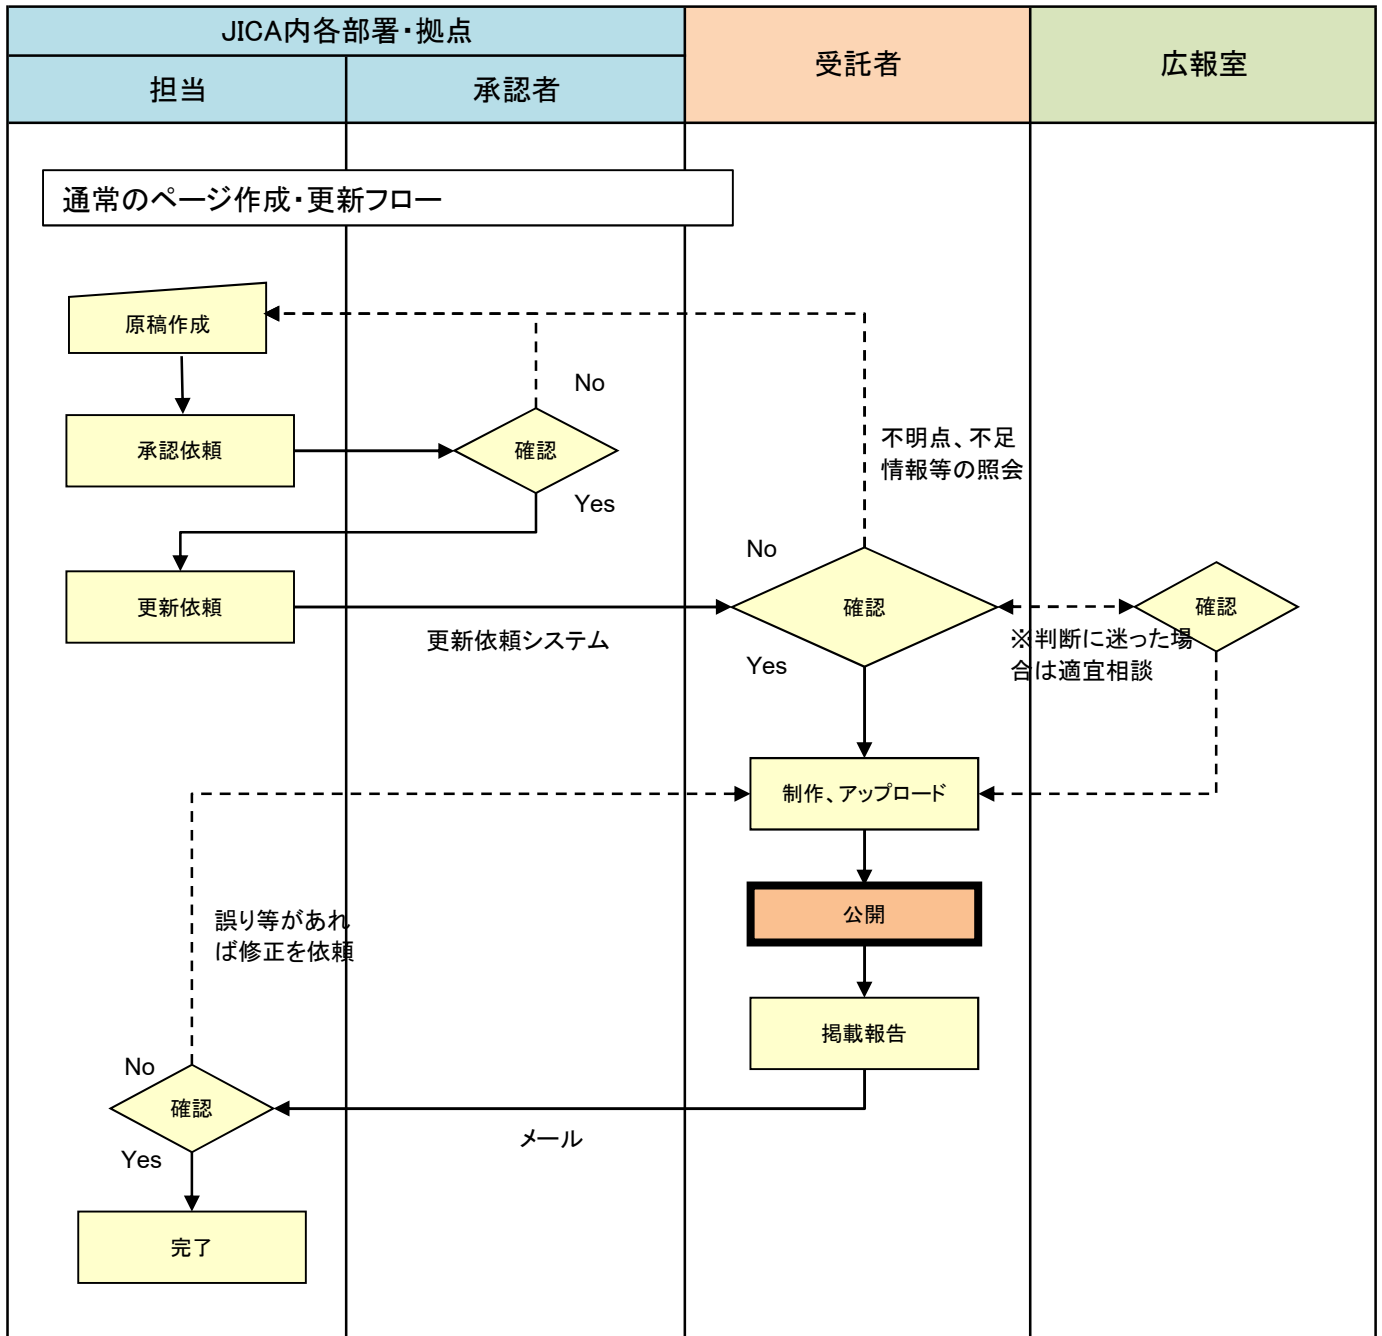 JICA内各部署・拠点
担当
承認者
受託者
広報室
通常のページ作成・更新フロー
原稿作成
No
承認依頼
確認
不明点、不足
情報等の照会
Yes
No
更新依頼
確認
確認
更新依頼システム
※判断に迷った場
合は適宜相談
Yes
制作、アップロード
公開
誤り等があれ
ば修正を依頼
掲載報告
No
確認
メール
Yes
完了